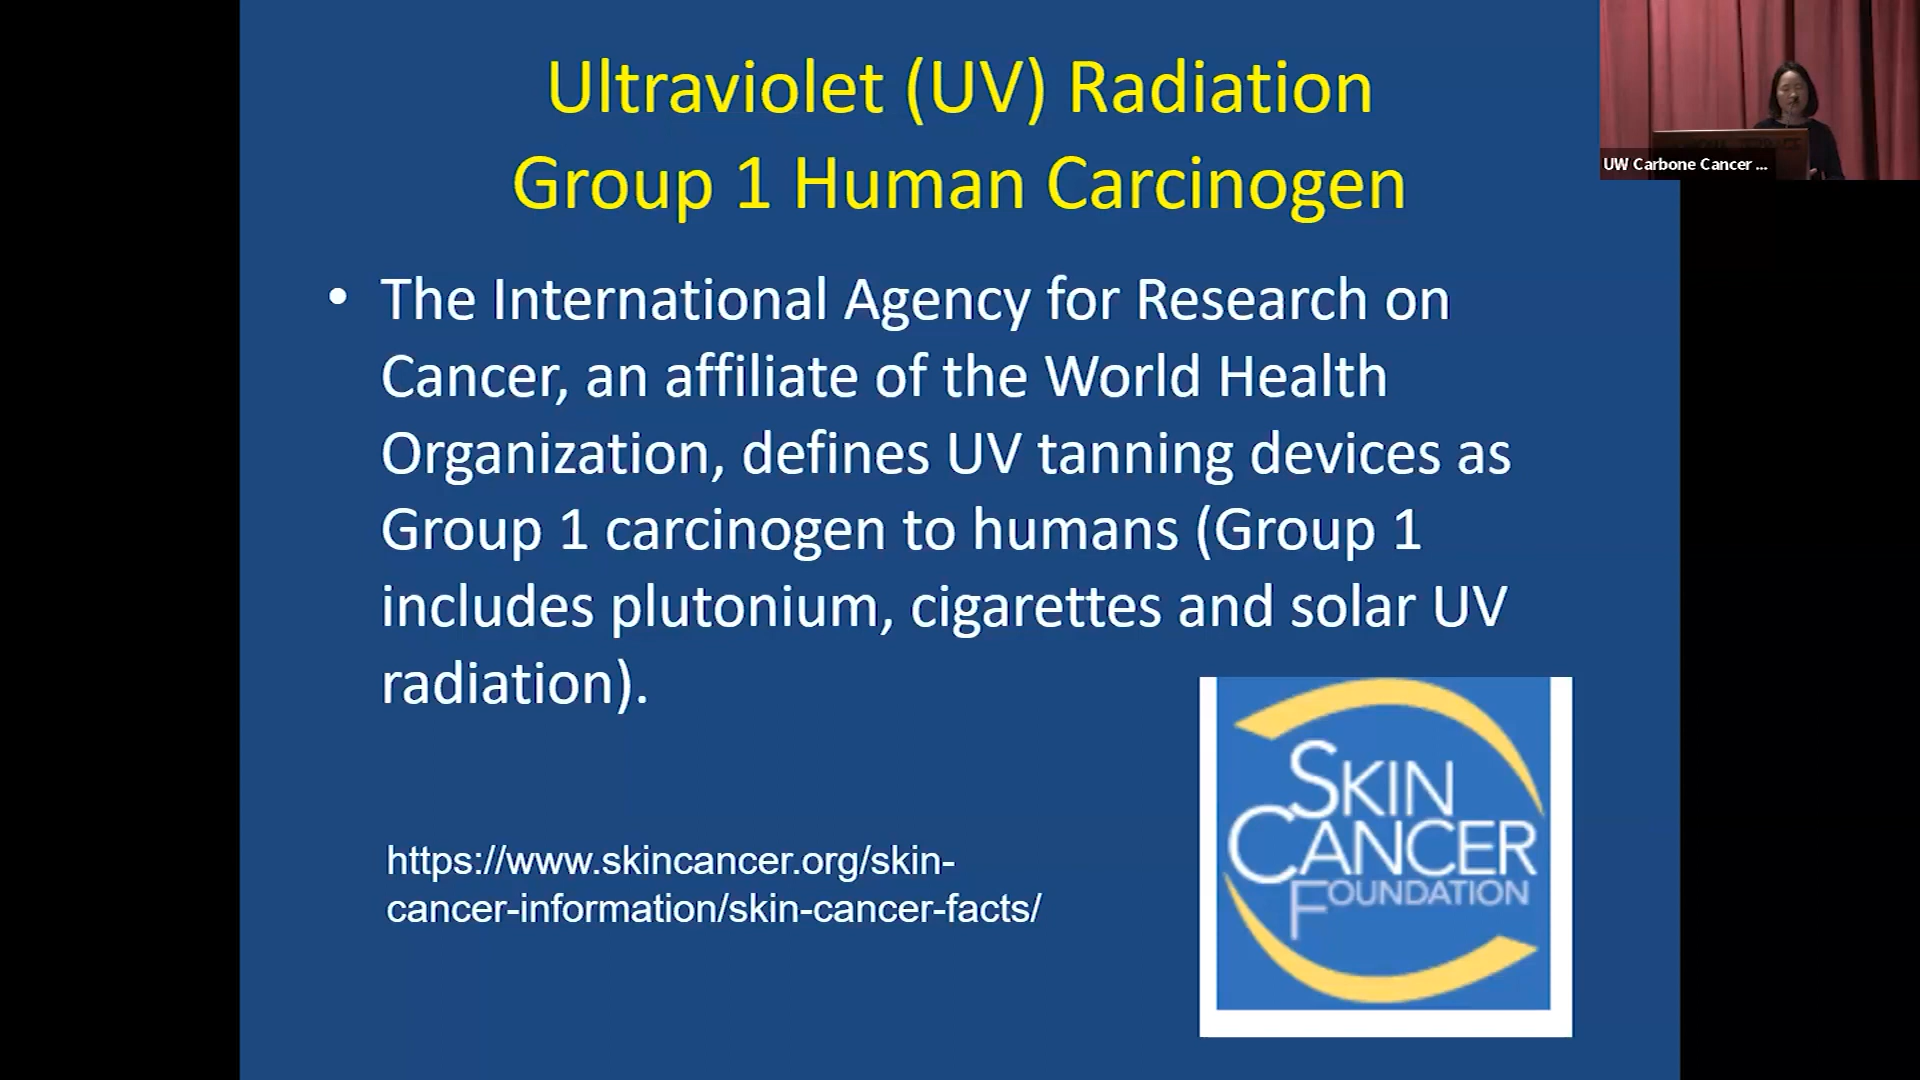 Ultraviolet (UV) Radiation
Group 1 Human Carcinogen
• The International Agency for Research on
Cancer, an affiliate of the World Health
Organization, defines UV tanning devices as
Group 1 carcinogen to humans (Group 1
includes plutonium, cigarettes and solar UV
radiation).
https://www.skincancer.org/skin-
cancer-information/skin-cancer-facts/
SKIN
CANCER
FOUNDATION
UW Carbone Cancer ...